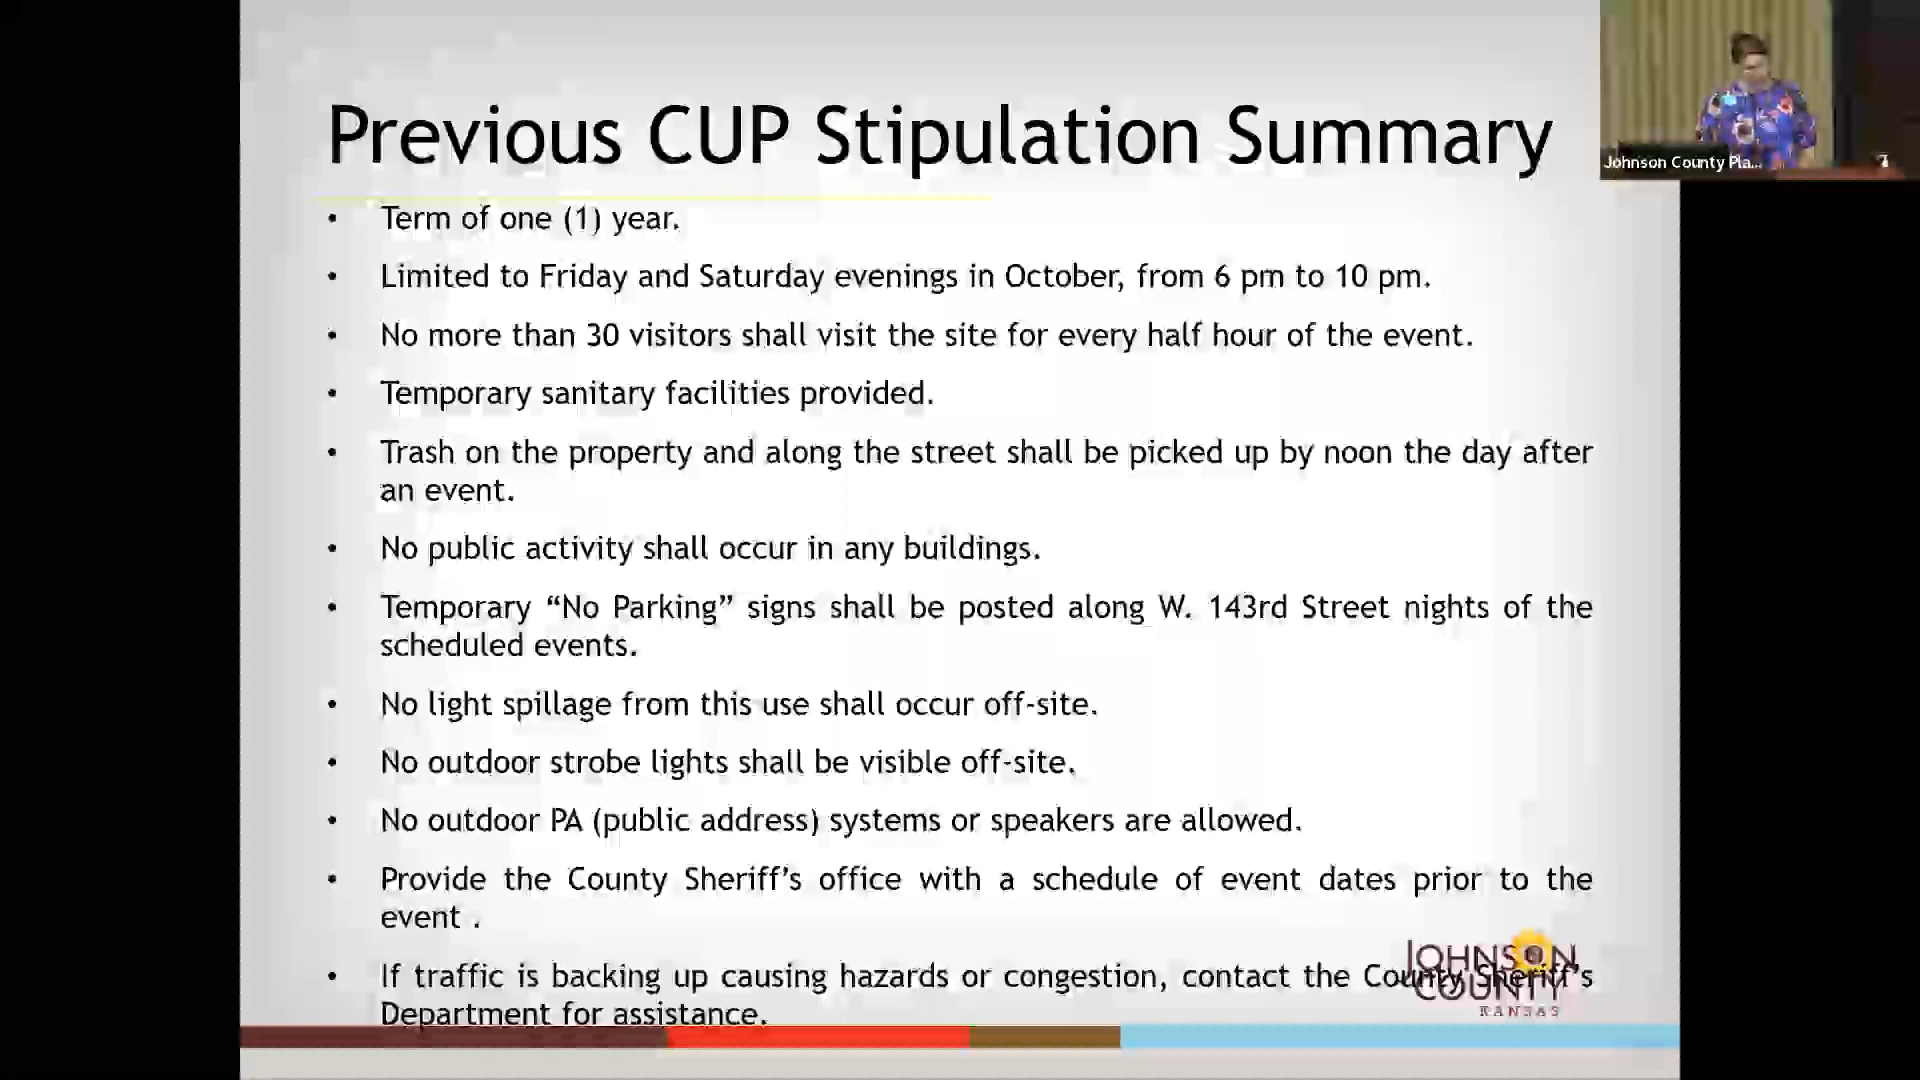 Previous CUP Stipulation Summary
Johnson County Pla...
• Term of one (1) year.
• Limited to Friday and Saturday evenings in October, from 6 pm to 10 pm.
• No more than 30 visitors shall visit the site for every half hour of the event.
• Temporary sanitary facilities provided.
• Trash on the property and along the street shall be picked up by noon the day after
an event.
• No public activity shall occur in any buildings.
• Temporary “No Parking” signs shall be posted along W. 143rd Street nights of the
scheduled events.
• No light spillage from this use shall occur off-site.
• No outdoor strobe lights shall be visible off-site.
• No outdoor PA (public address) systems or speakers are allowed.
• Provide the County Sheriff’s office with a schedule of event dates prior to the
event .
• If traffic is backing up causing hazards or congestion, contact the County Sheriff’s
Department for assistance.
JOHNSON
COUNTY
KANSAS